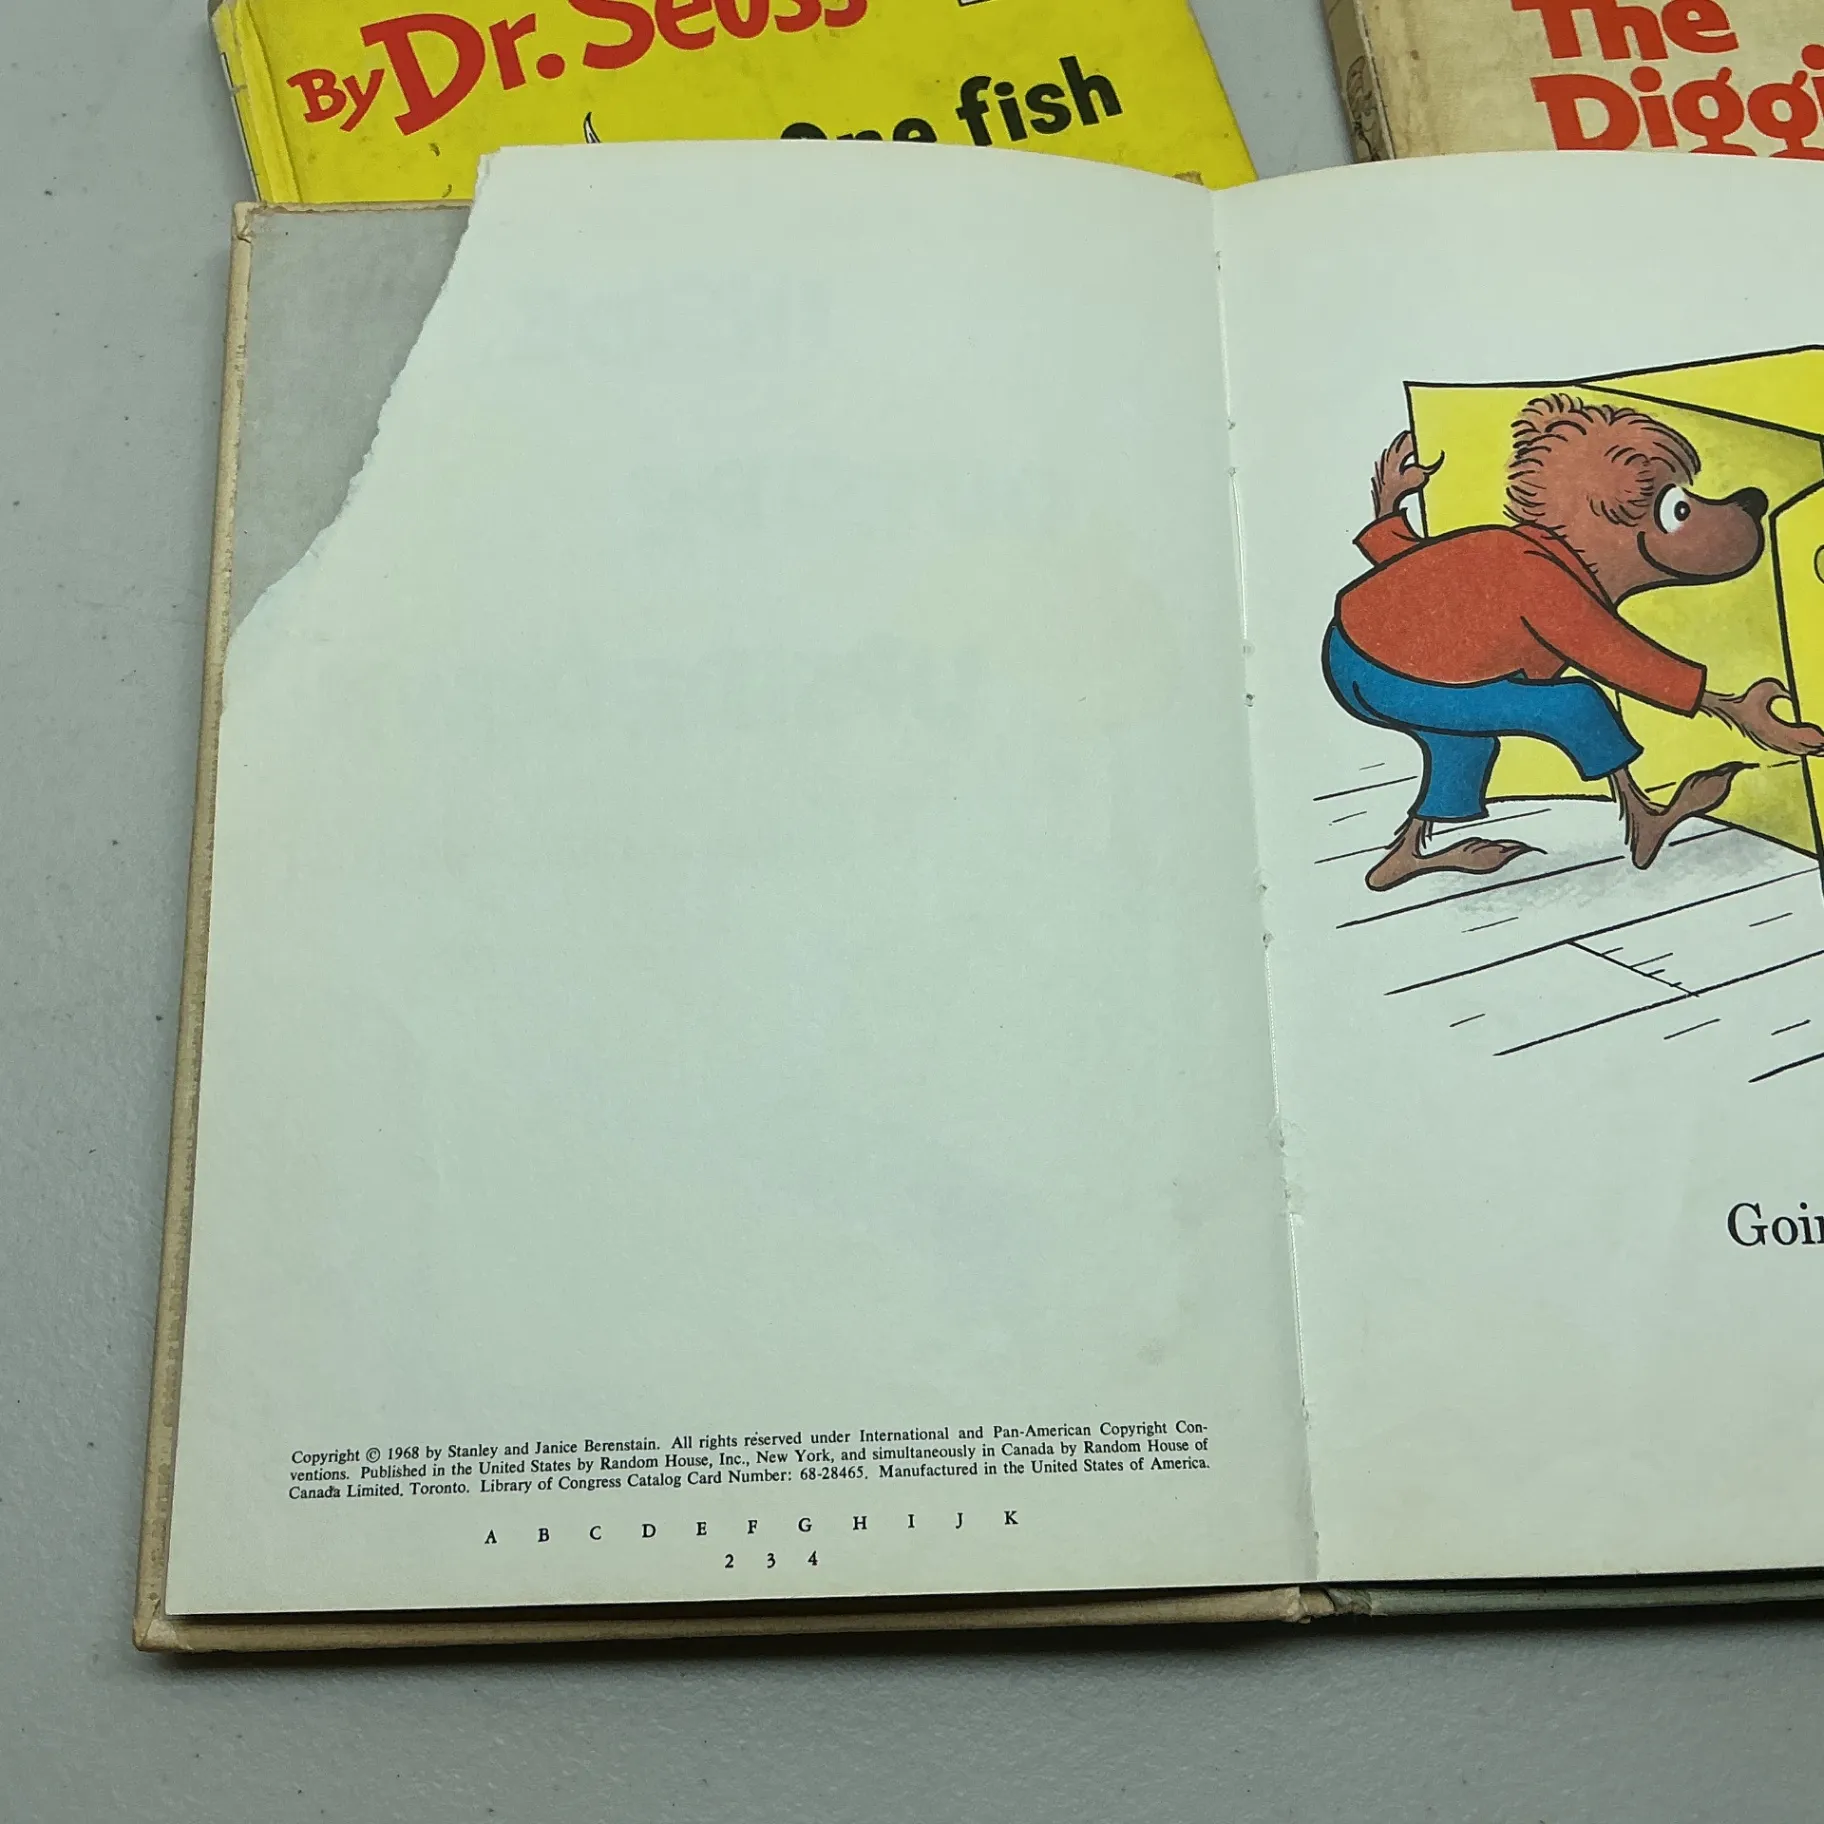 By Dr. Seuss
One fish
The
Copyright © 1968 by Stanley and Janice Berenstain. All rights reserved under International and Pan-American Copyright Con-
ventions. Published in the United States by Random House, Inc., New York, and simultaneously in Canada by Random House of
Canada Limited, Toronto. Library of Congress Catalog Card Number: 68-28465. Manufactured in the United States of America.
A B C D E F G H I J K
2 3 4